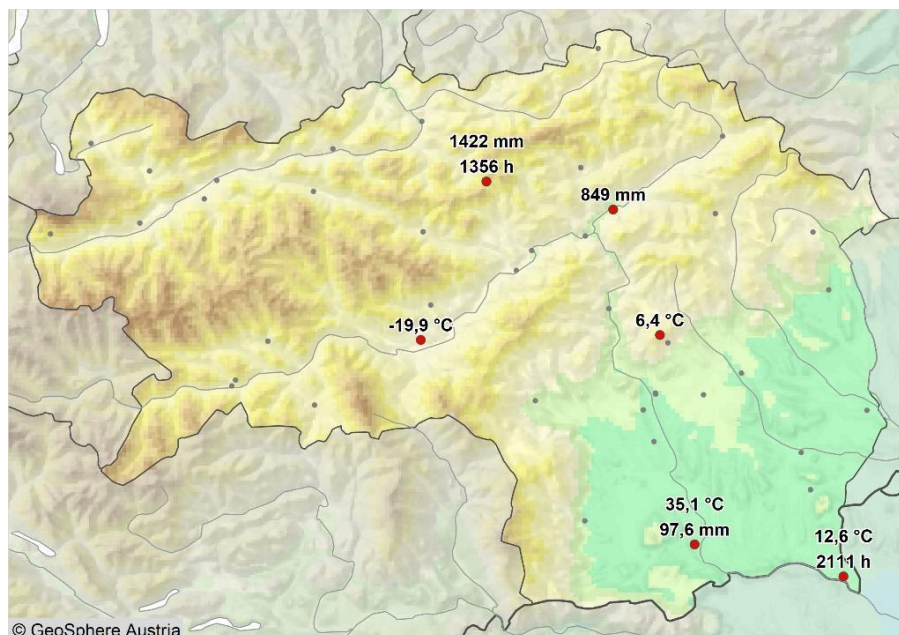 1422 mm
1356 h
849 mm
-19,9 °C
6,4 °C
35,1 °C
97,6 mm
12,6 °C
2111 h
© GeoSphere Austria